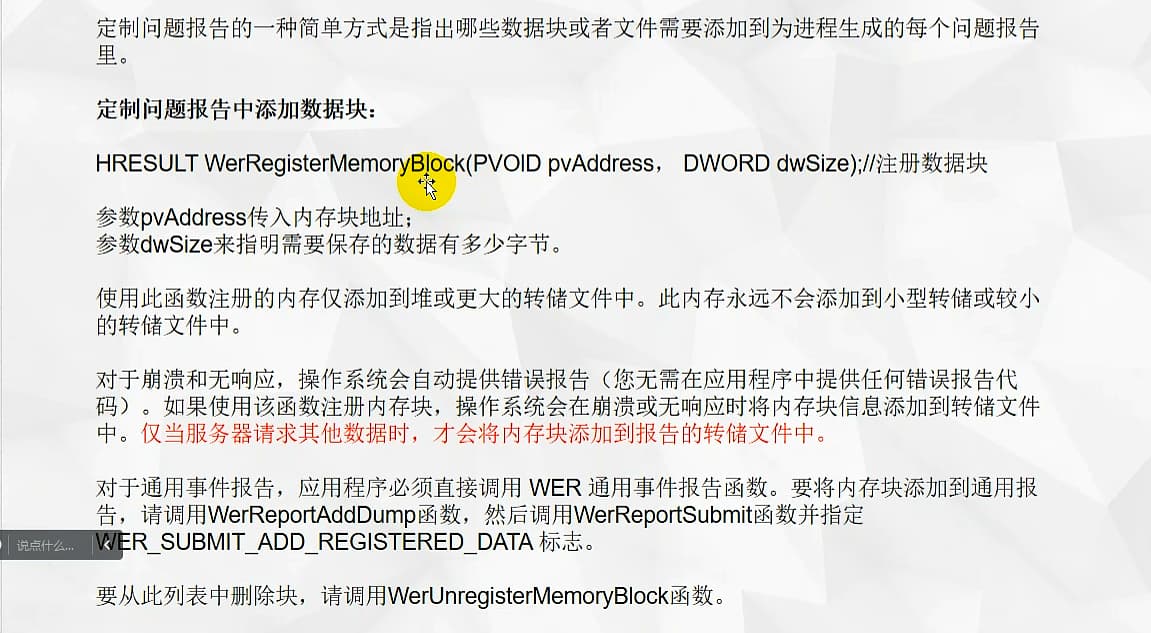 定制问题报告的一种简单方式是指出哪些数据块或者文件需要添加到为进程生成的每个问题报告
里。
定制问题报告中添加数据块：
HRESULT WerRegisterMemoryBlock(PVOID pvAddress， DWORD dwSize);//注册数据块
参数pvAddress传入内存块地址；
参数dwSize来指明需要保存的数据有多少字节。
使用此函数注册的内存仅添加到堆或更大的转储文件中。此内存永远不会添加到小型转储或较小
的转储文件中。
对于崩溃和无响应，操作系统会自动提供错误报告（您无需在应用程序中提供任何错误报告代
码）。如果使用该函数注册内存块，操作系统会在崩溃或无响应时将内存块信息添加到转储文件
中。仅当服务器请求其他数据时，才会将内存块添加到报告的转储文件中。
对于通用事件报告，应用程序必须直接调用 WER 通用事件报告函数。要将内存块添加到通用报
告，请调用WerReportAddDump函数，然后调用WerReportSubmit函数并指定
WER_SUBMIT_ADD_REGISTERED_DATA 标志。
说点什么...
要从此列表中删除块，请调用WerUnregisterMemoryBlock函数。